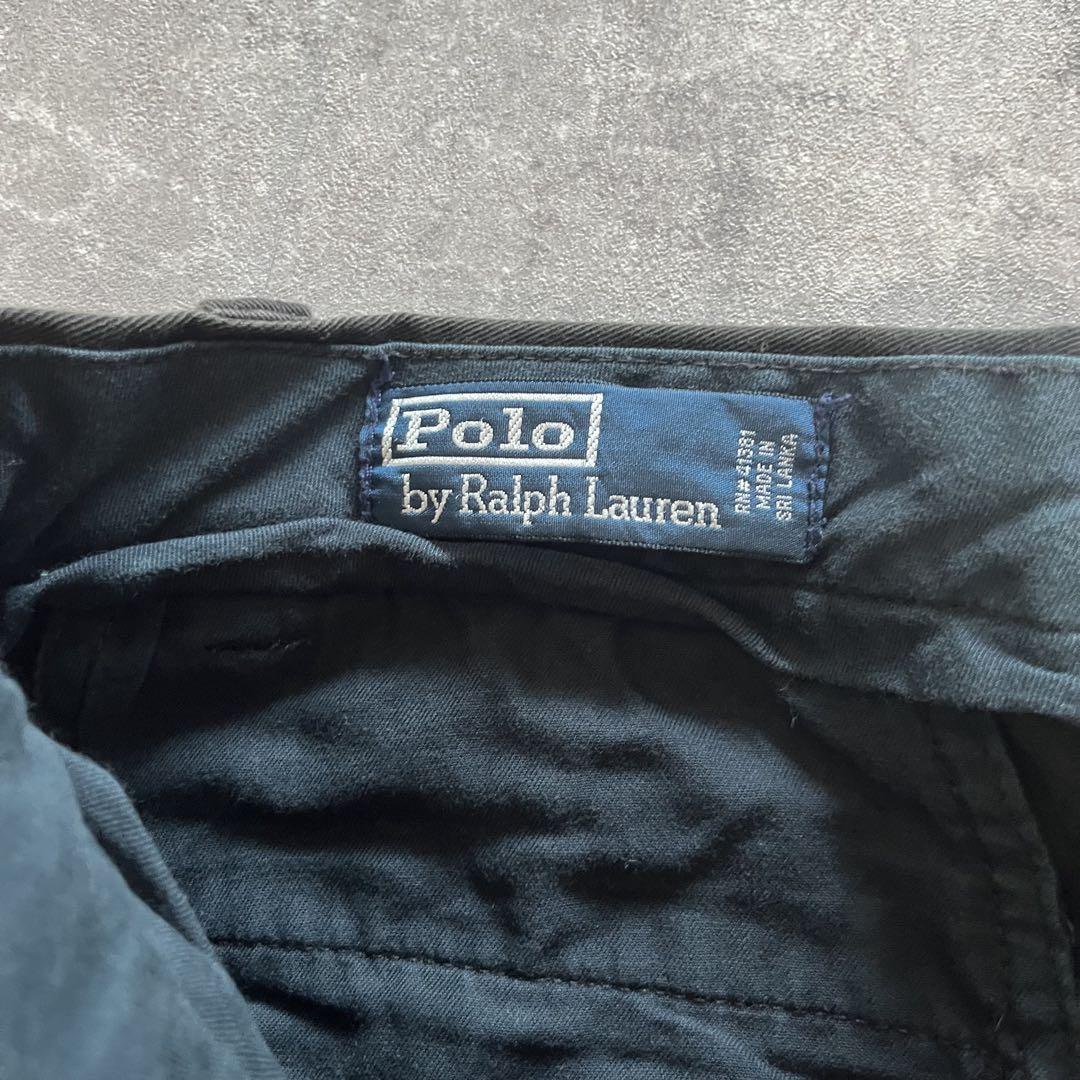 Polo
by Ralph Lauren
RN# 41381
MADE IN
SRI LANKA